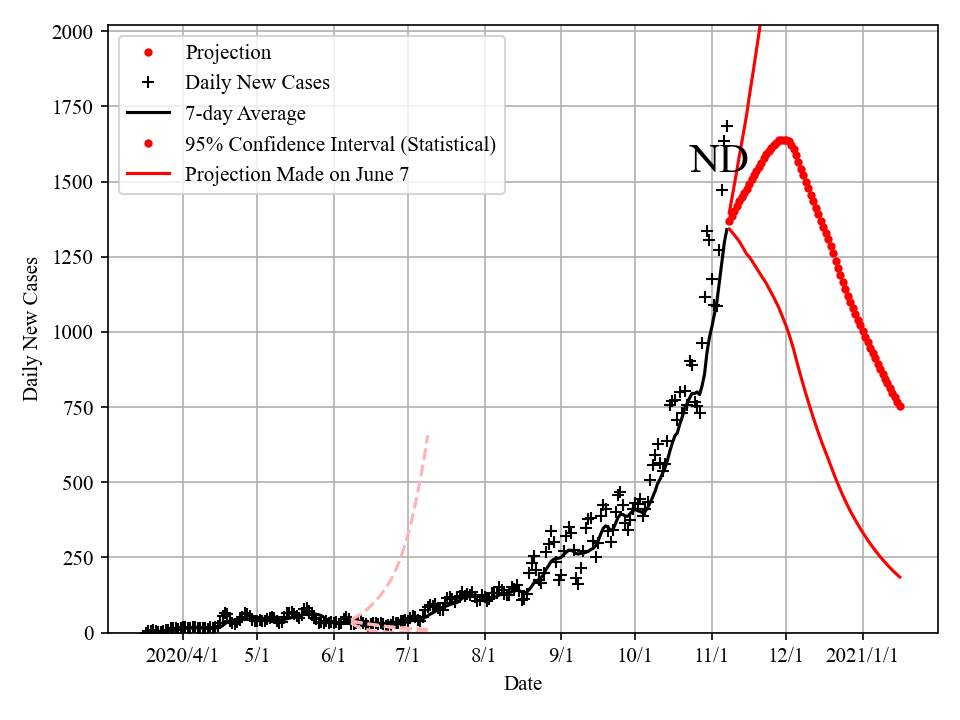 2000
1750
1500
1250
1000
750
500
250
0
Daily New Cases
Projection
Daily New Cases
7-day Average
95% Confidence Interval (Statistical)
Projection Made on June 7
ND
2020/4/1 5/1 6/1 7/1 8/1 9/1 10/1 11/1 12/1 2021/1/1
Date